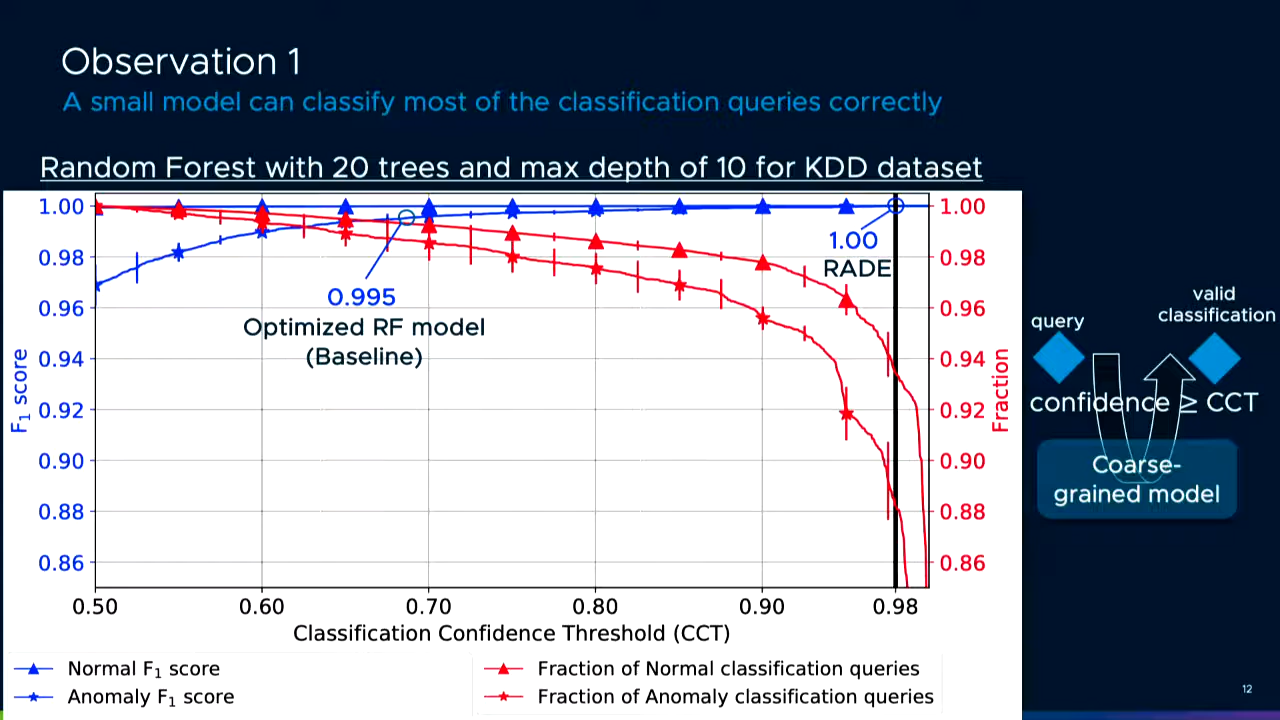 Observation 1
A small model can classify most of the classification queries correctly
Random Forest with 20 trees and max depth of 10 for KDD dataset
1.00
0.98
0.96
0.94
0.92
0.90
0.88
0.86
F1 score
1.00
RADE
0.995
Optimized RF model
(Baseline)
1.00
0.98
0.96
0.94
0.92
0.90
0.88
0.86
Fraction
0.50 0.60 0.70 0.80 0.90 0.98
Classification Confidence Threshold (CCT)
Normal F1 score
Anomaly F1 score
Fraction of Normal classification queries
Fraction of Anomaly classification queries
query
valid
classification
confidence ≥ CCT
Coarse-
grained model
12